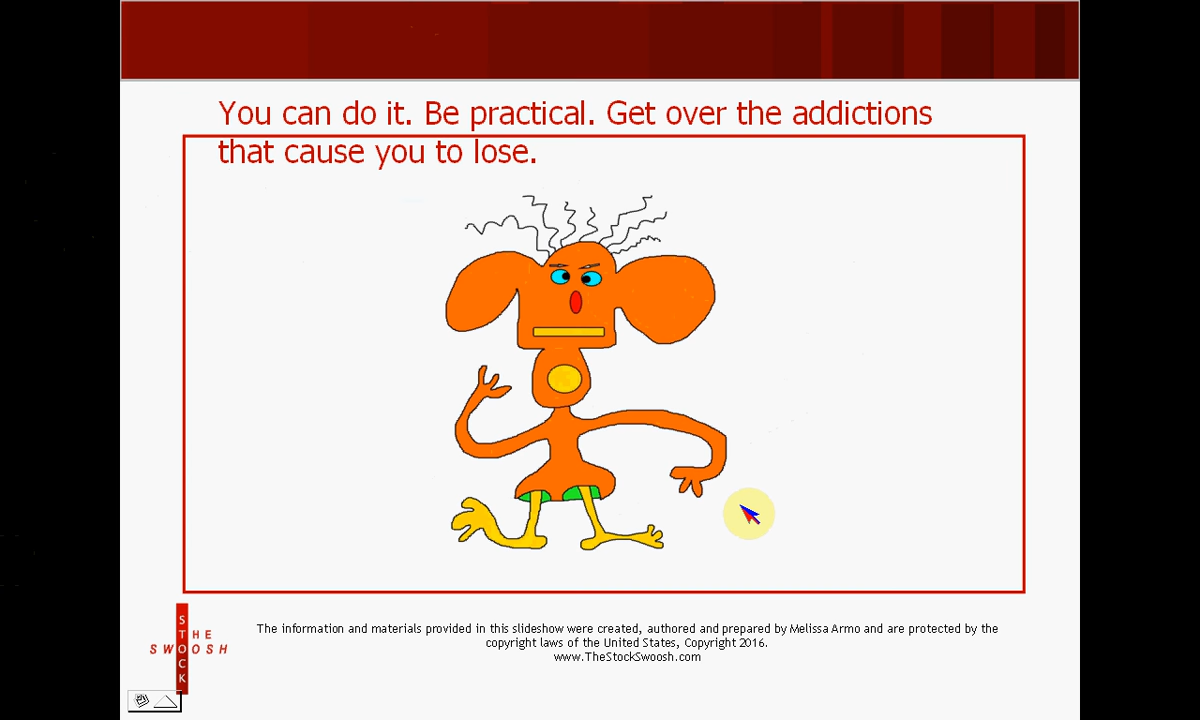 You can do it. Be practical. Get over the addictions
that cause you to lose.
THE
STOCK
SWOOSH
The information and materials provided in this slideshow were created, authored and prepared by Melissa Armo and are protected by the
copyright laws of the United States, Copyright 2016.
www.TheStockSwoosh.com